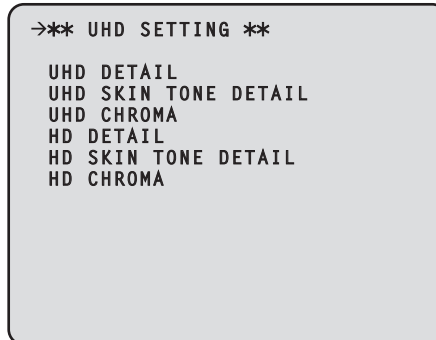 →** UHD SETTING **
UHD DETAIL
UHD SKIN TONE DETAIL
UHD CHROMA
HD DETAIL
HD SKIN TONE DETAIL
HD CHROMA